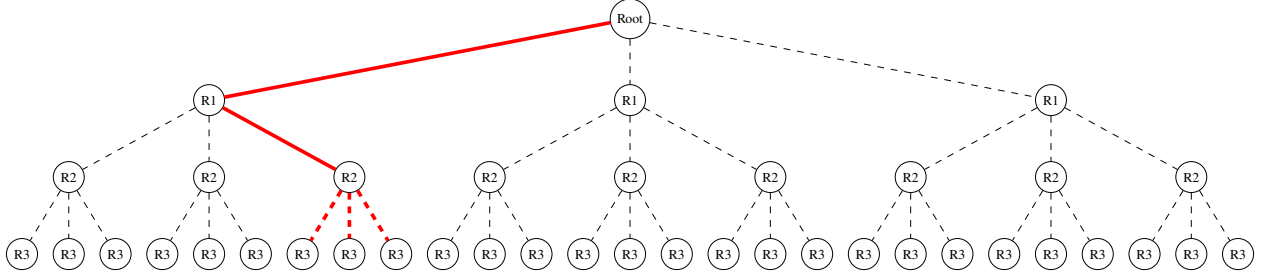 Root
R1 R1 R1
R2 R2 R2 R2 R2 R2 R2 R2 R2
R3 R3 R3 R3 R3 R3 R3 R3 R3 R3 R3 R3 R3 R3 R3 R3 R3 R3 R3 R3 R3 R3 R3 R3 R3 R3 R3